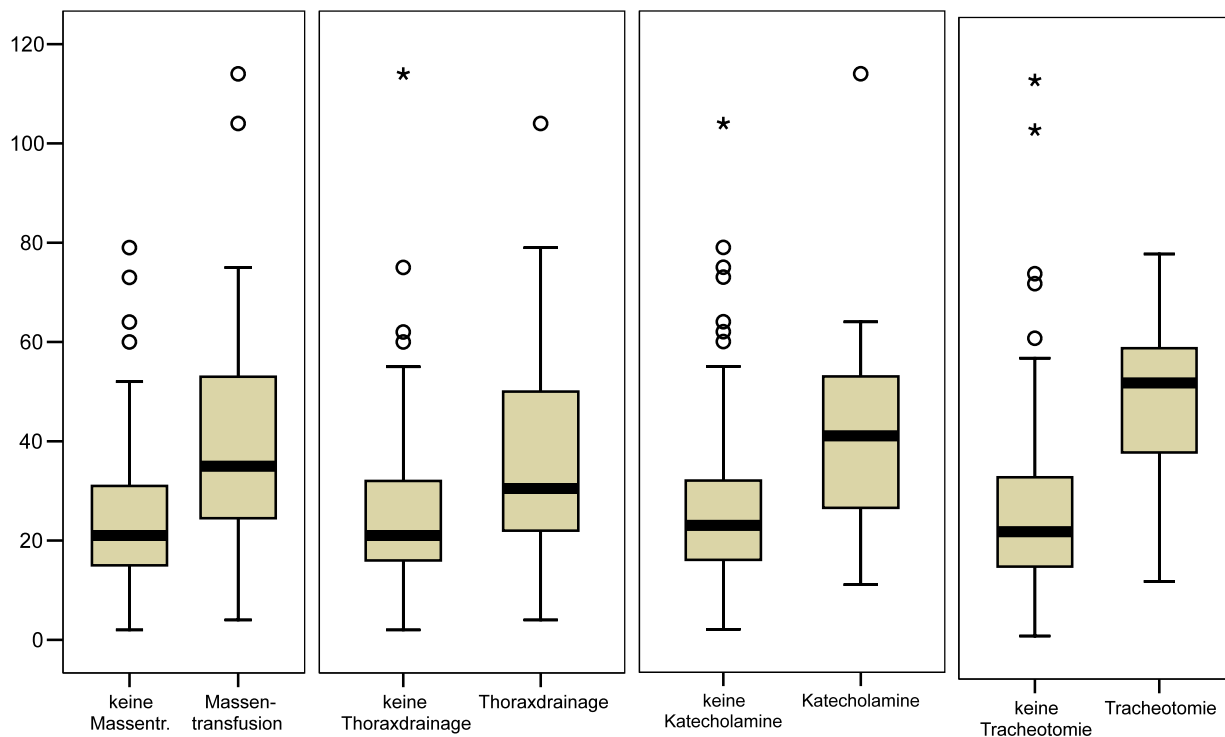 120
100
80
60
40
20
0
keine
Massentr.
Massen-
transfusion
keine
Thoraxdrainage
Thoraxdrainage
keine
Katecholamine
Katecholamine
keine
Tracheotomie
Tracheotomie